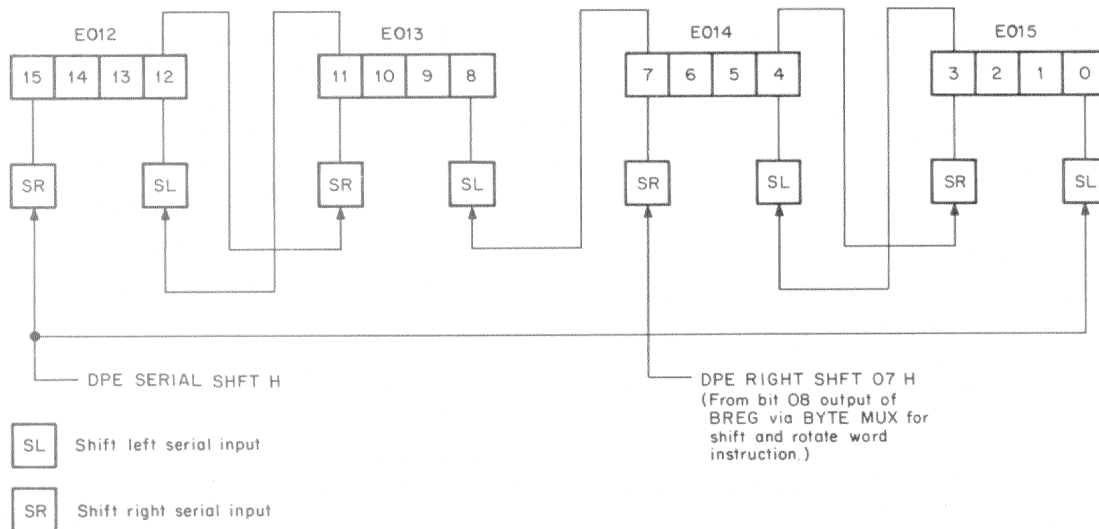 E012
E013
E014
E015
15 14 13 12
11 10 9 8
7 6 5 4
3 2 1 0
SR
SL
SR
SL
SR
SL
SR
SL
DPE SERIAL SHFT H
DPE RIGHT SHFT 07 H
(From bit 08 output of
BREG via BYTE MUX for
shift and rotate word
instruction.)
SL Shift left serial input
SR Shift right serial input